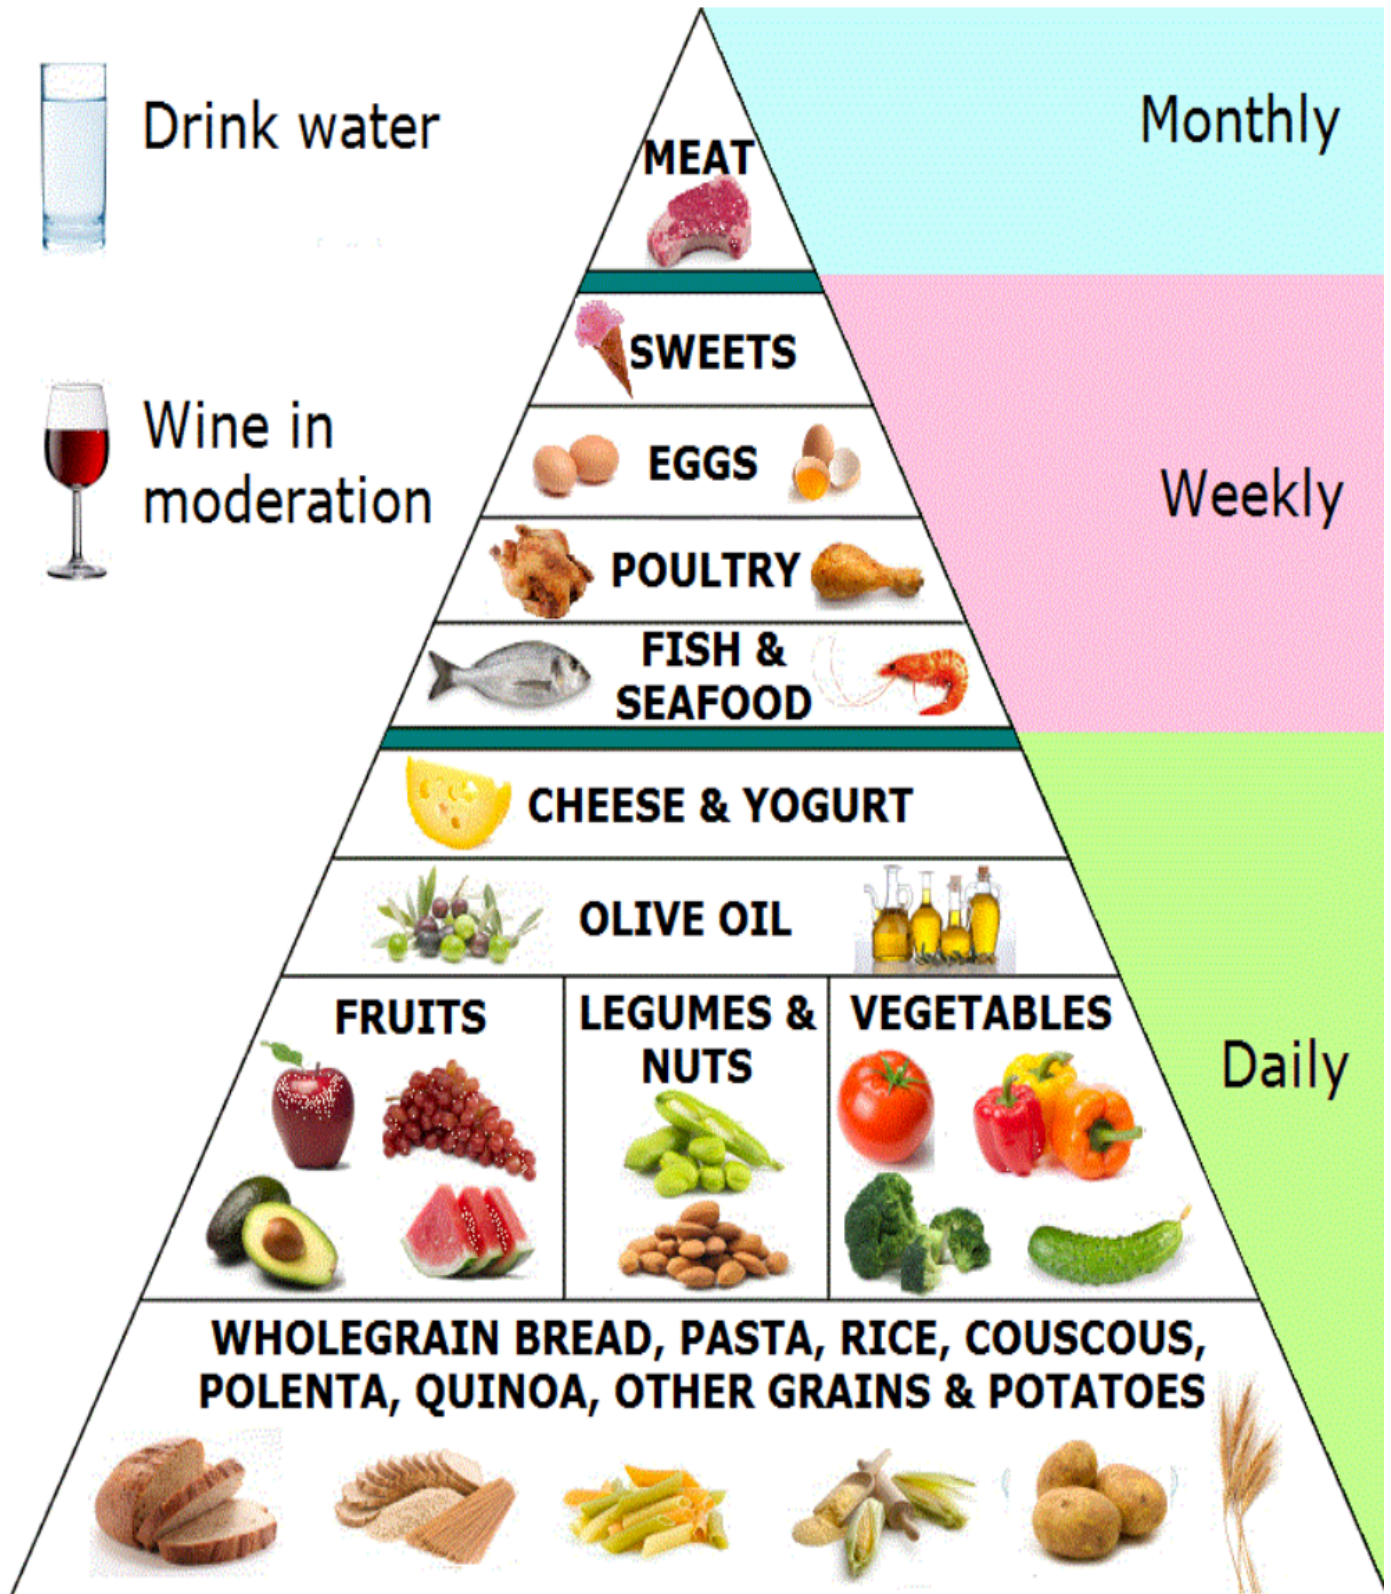 Drink water
Monthly
MEAT
SWEETS
Wine in
moderation
EGGS
Weekly
POULTRY
FISH &
SEAFOOD
CHEESE & YOGURT
OLIVE OIL
FRUITS
LEGUMES &
NUTS
VEGETABLES
Daily
WHOLEGRAIN BREAD, PASTA, RICE, COUSCOUS,
POLENTA, QUINOA, OTHER GRAINS & POTATOES